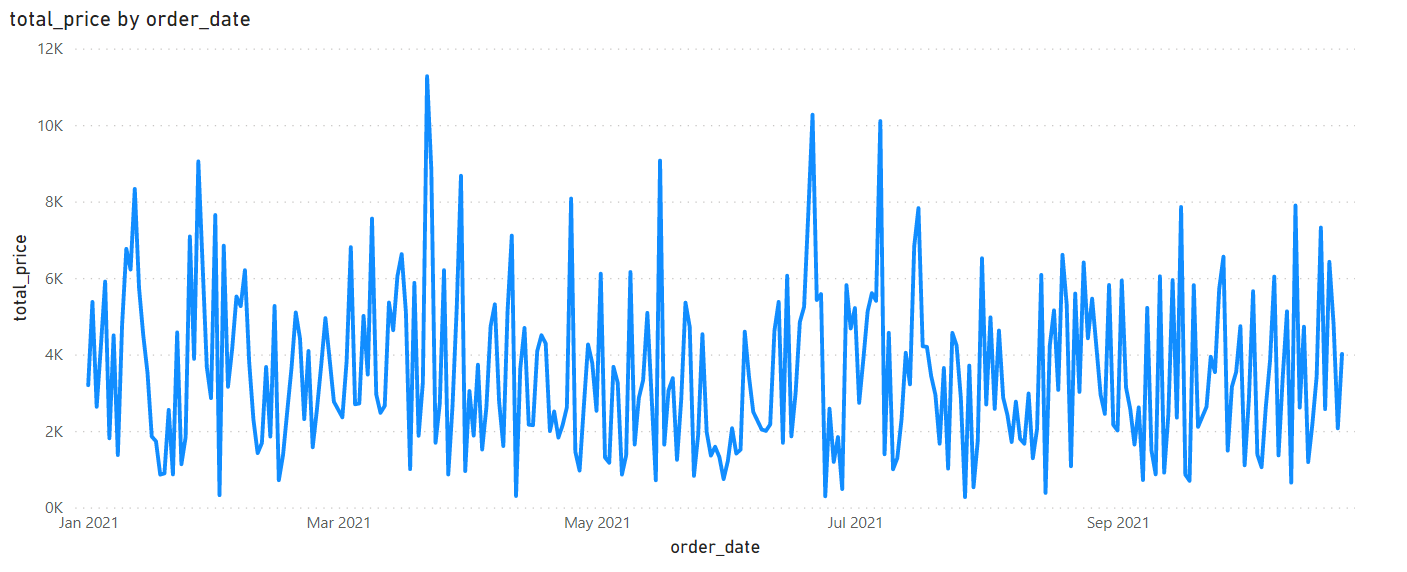 total_price by order_date
12K
10K
8K
6K
4K
2K
0K
total_price
Jan 2021 Mar 2021 May 2021 Jul 2021 Sep 2021
order_date